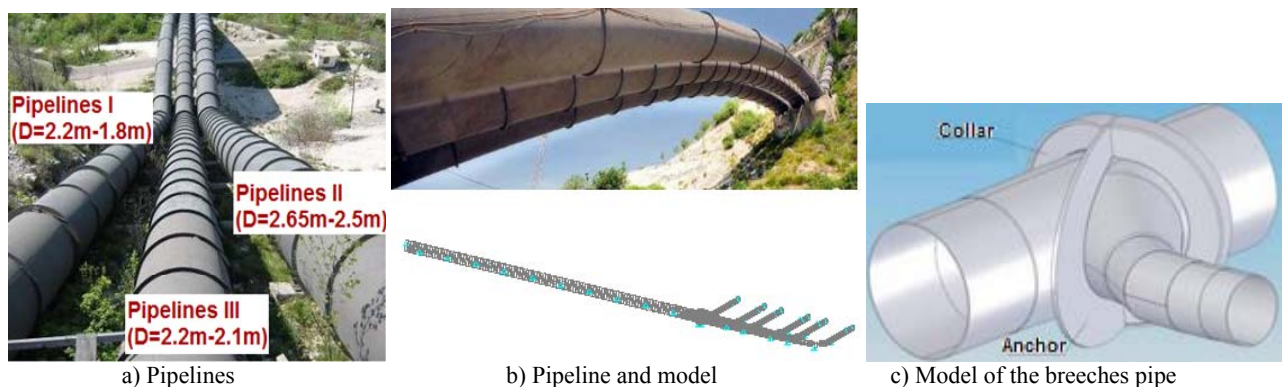 Pipelines I
(D=2.2m-1.8m)
Pipelines II
(D=2.65m-2.5m)
Pipelines III
(D=2.2m-2.1m)
Collar
Anchor
a) Pipelines
b) Pipeline and model
c) Model of the breeches pipe